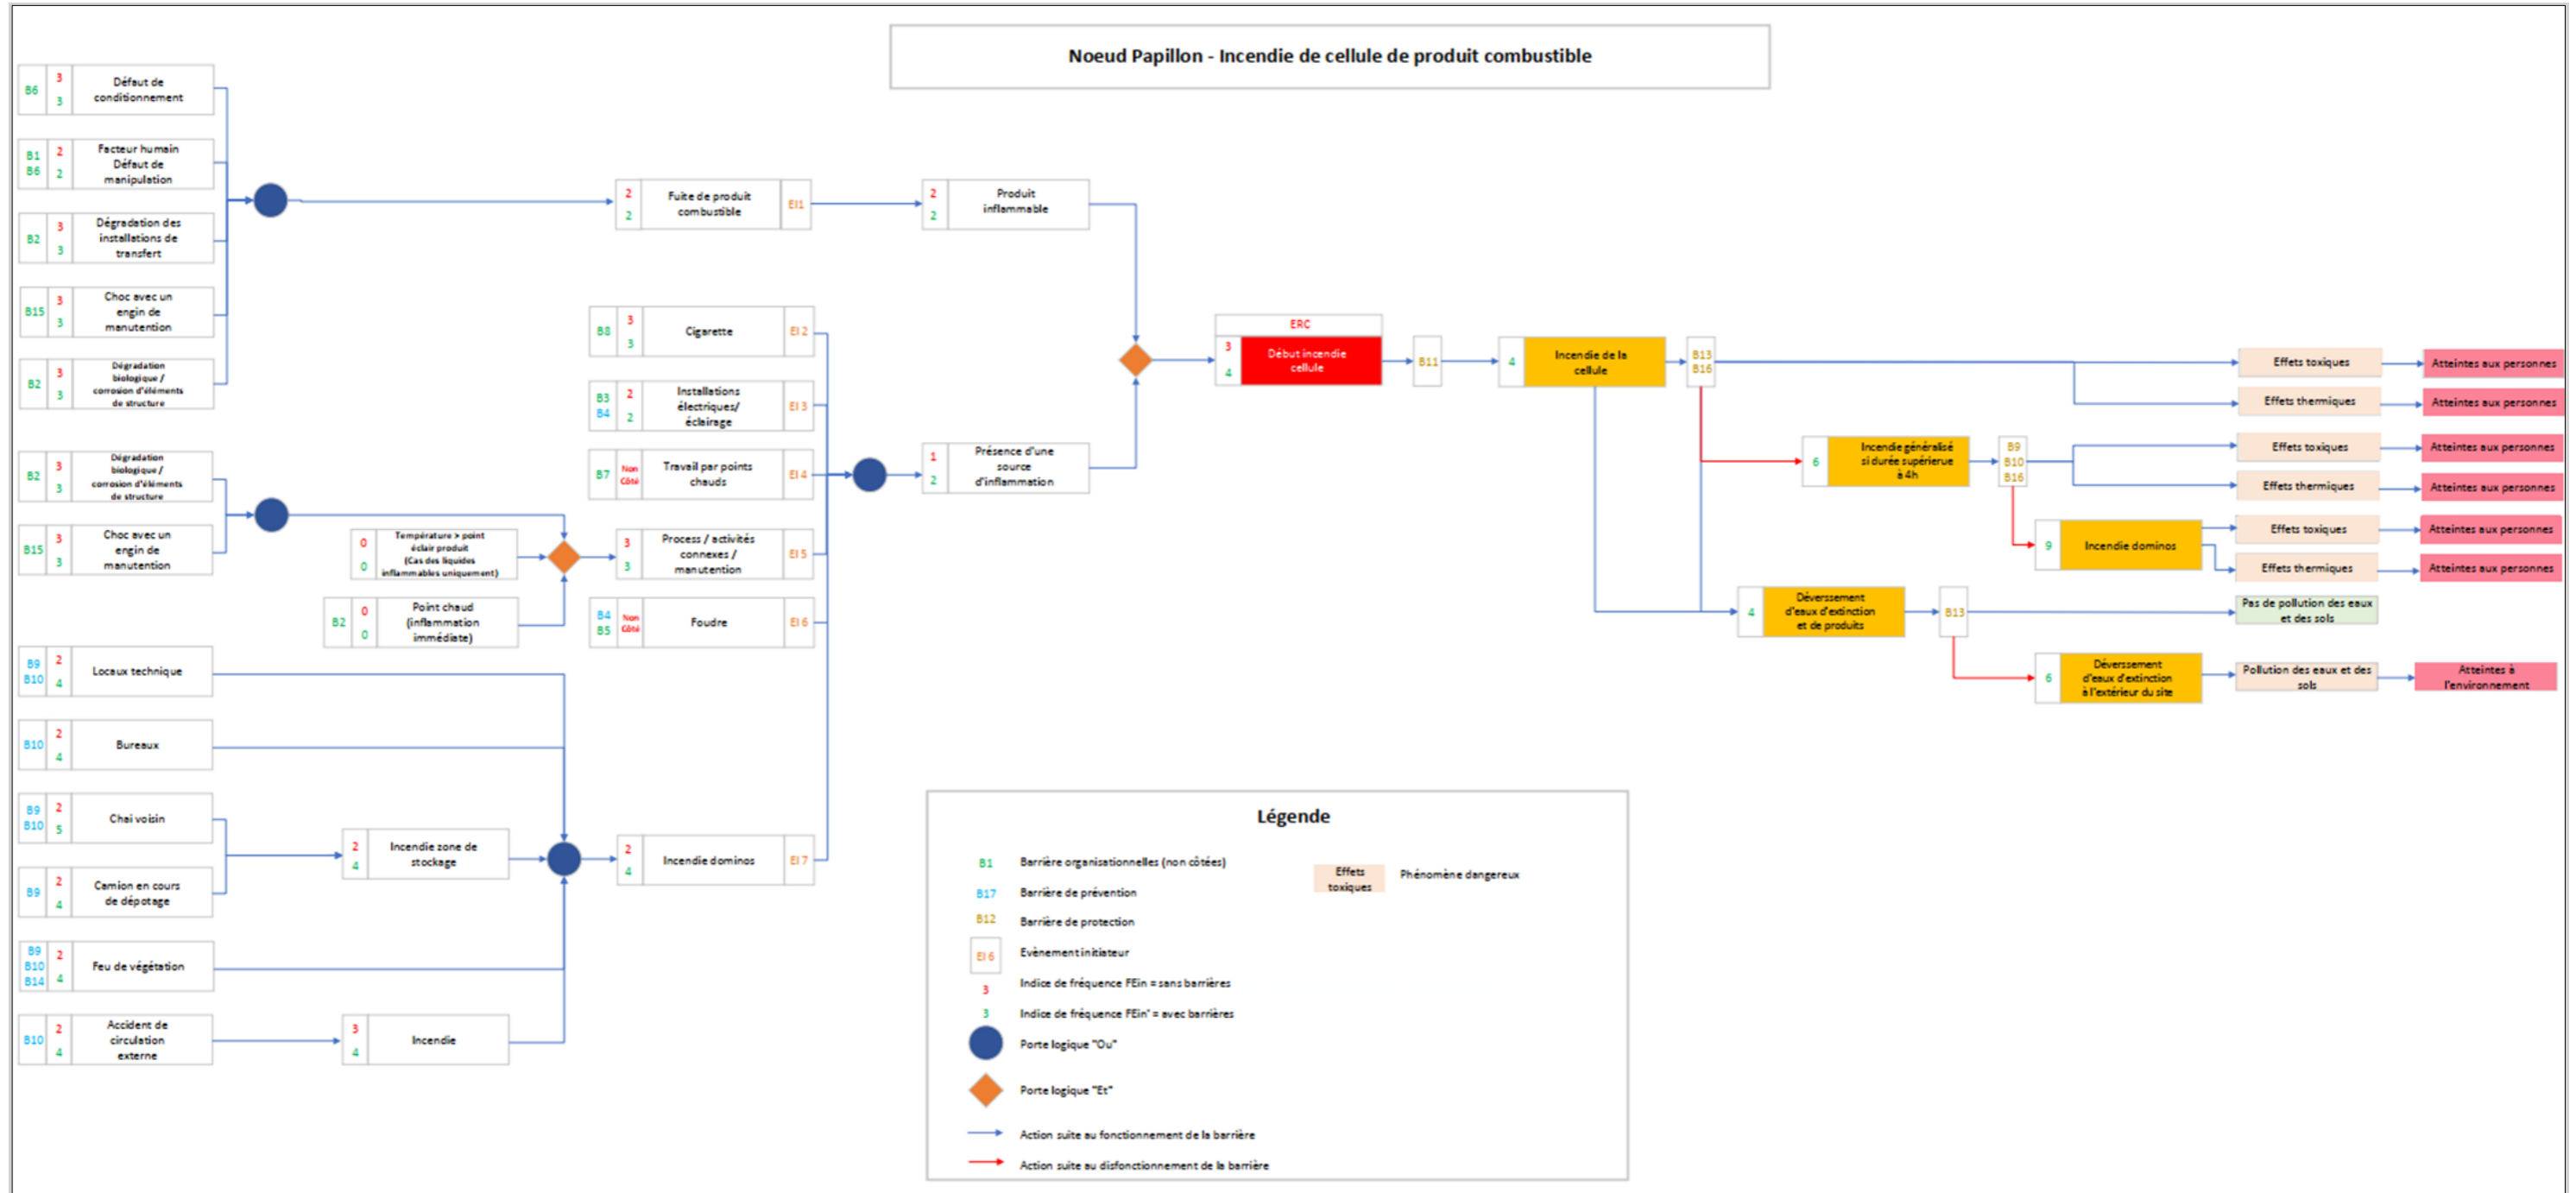 Noeud Papillon - Incendie de cellule de produit combustible
B6
3
3
Défaut de
conditionnement
B1
B6
2
2
Facteur humain
Défaut de
manipulation
B2
3
3
Dégradation des
installations de
transfert
B15
3
3
Choc avec un
engin de
manutention
B2
3
3
Dégradation
biologique /
corrosion d'éléments
de structure
B2
3
3
Dégradation
biologique /
corrosion d'éléments
de structure
B15
3
3
Choc avec un
engin de
manutention
0
0
Température > point
éclair produit
(Cas des liquides
inflammables uniquement)
B2
0
0
Point chaud
(inflammation
immédiate)
B9
B10
2
4
Locaux technique
B10
2
4
Bureaux
B9
B10
2
5
Chai voisin
B9
2
4
Camion en cours
de dépotage
B9
B10
B14
2
4
Feu de végétation
B10
2
4
Accident de
circulation
externe
2
4
Incendie zone de
stockage
3
4
Incendie
2
2
Fuite de produit
combustible
EI1
B8
3
3
Cigarette
EI 2
B3
B4
2
2
Installations
électriques/
éclairage
EI 3
B7
Non
Côté
Travail par points
chauds
EI 4
3
3
Process / activités
connexes /
manutention
EI 5
B4
B5
Non
Côté
Foudre
EI 6
2
4
Incendie dominos
EI 7
2
2
Produit
inflammable
1
2
Présence d'une
source
d'inflammation
ERC
3
4
Début incendie
cellule
B11
4
Incendie de la
cellule
B13
B16
Effets toxiques
Atteintes aux personnes
Effets thermiques
Atteintes aux personnes
6
Incendie généralisé
si durée supérierue
à 4h
B9
B10
B16
Effets toxiques
Atteintes aux personnes
Effets thermiques
Atteintes aux personnes
9
Incendie dominos
Effets toxiques
Atteintes aux personnes
Effets thermiques
Atteintes aux personnes
4
Déverssement
d'eaux d'extinction
et de produits
B13
Pas de pollution des eaux
et des sols
6
Déverssement
d'eaux d'extinction
à l'extérieur du site
Pollution des eaux et des
sols
Atteintes à
l'environnement
Légende
B1
Barrière organisationnelles (non côtées)
B17
Barrière de prévention
B12
Barrière de protection
EI 6
Evènement initiateur
3
Indice de fréquence FEin = sans barrières
3
Indice de fréquence FEin' = avec barrières
Porte logique "Ou"
Porte logique "Et"
Action suite au fonctionnement de la barrière
Action suite au disfonctionnement de la barrière
Effets
toxiques
Phénomène dangereux